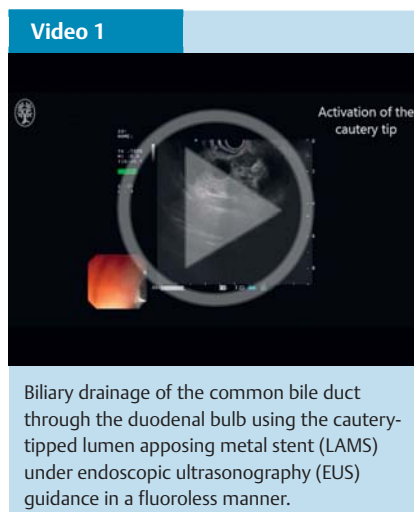 Video 1
Activation of the
cautery tip
Biliary drainage of the common bile duct
through the duodenal bulb using the cautery-
tipped lumen apposing metal stent (LAMS)
under endoscopic ultrasonography (EUS)
guidance in a fluoroless manner.